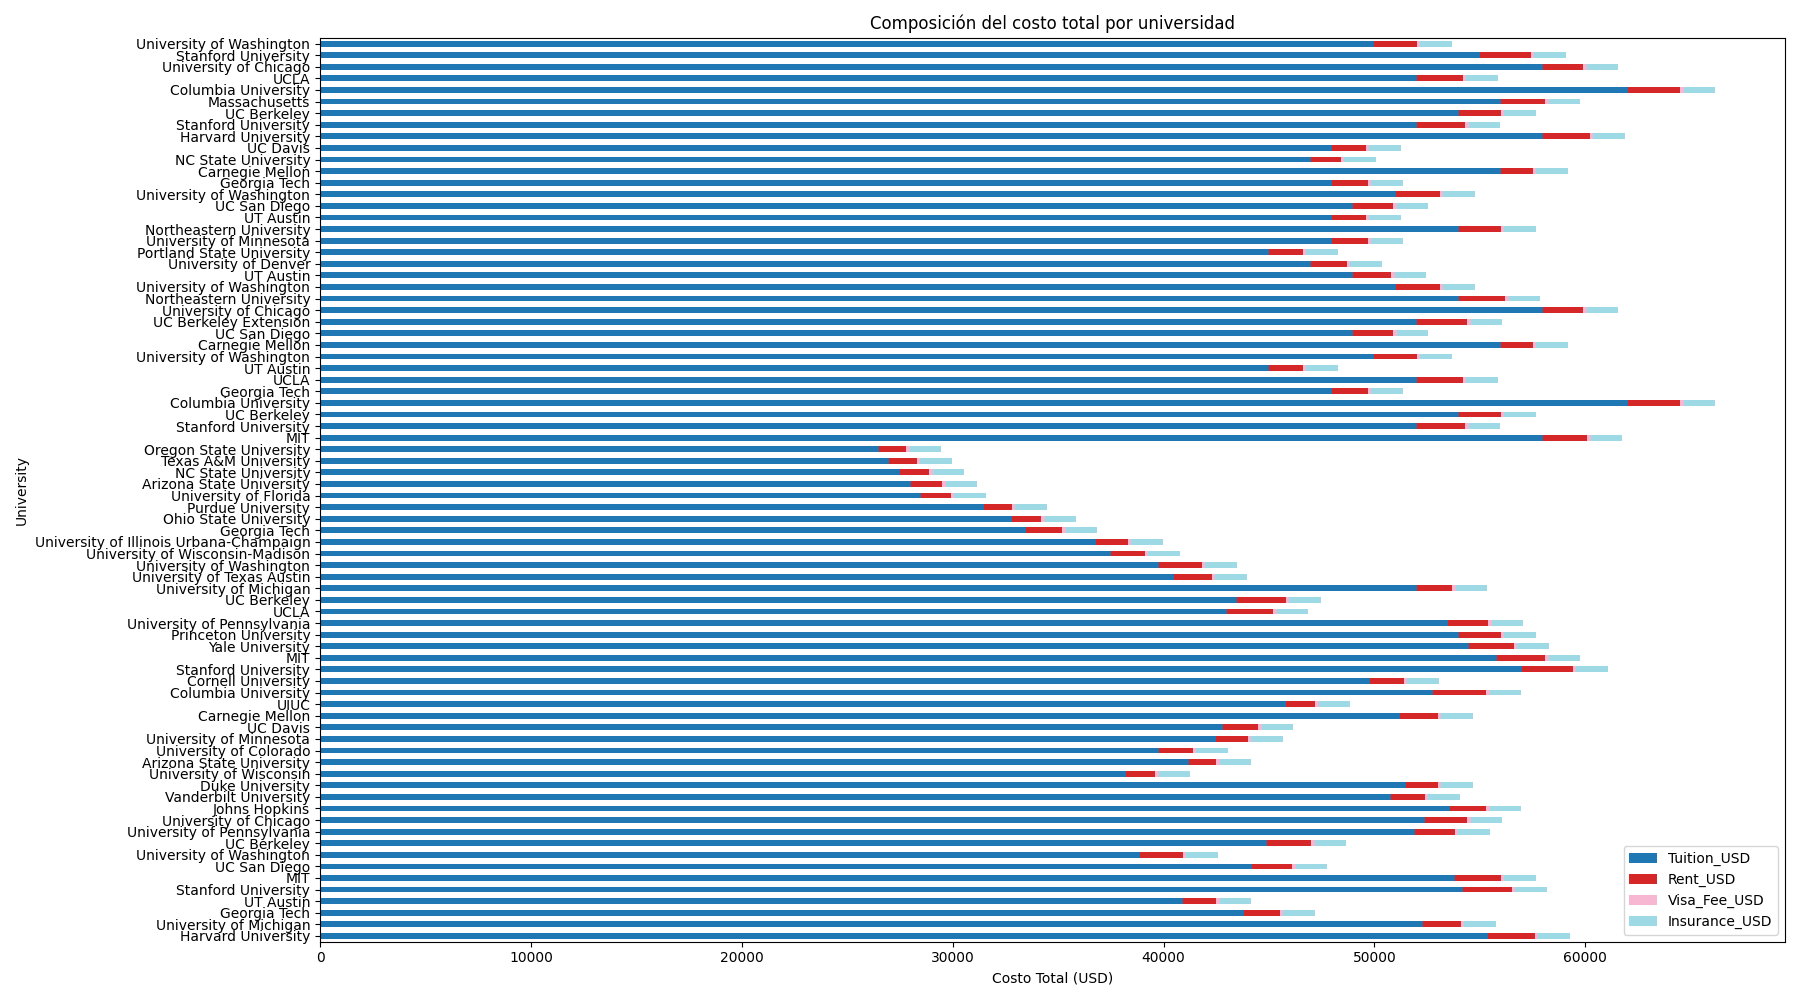 Composición del costo total por universidad
University of Washington
Stanford University
University of Chicago
UCLA
Columbia University
Massachusetts
UC Berkeley
Stanford University
Harvard University
UC Davis
NC State University
Carnegie Mellon
Georgia Tech
University of Washington
UC San Diego
UT Austin
Northeastern University
University of Minnesota
Portland State University
University of Denver
UT Austin
University of Washington
Northeastern University
University of Chicago
UC Berkeley Extension
UC San Diego
Carnegie Mellon
University of Washington
UT Austin
UCLA
Georgia Tech
Columbia University
UC Berkeley
Stanford University
MIT
Oregon State University
Texas A&M University
NC State University
Arizona State University
University of Florida
Purdue University
Ohio State University
Georgia Tech
University of Illinois Urbana-Champaign
University of Wisconsin-Madison
University of Washington
University of Texas Austin
University of Michigan
UC Berkeley
UCLA
University of Pennsylvania
Princeton University
Yale University
MIT
Stanford University
Cornell University
Columbia University
UIUC
Carnegie Mellon
UC Davis
University of Minnesota
University of Colorado
Arizona State University
University of Wisconsin
Duke University
Vanderbilt University
Johns Hopkins
University of Chicago
University of Pennsylvania
UC Berkeley
University of Washington
UC San Diego
MIT
Stanford University
UT Austin
Georgia Tech
University of Michigan
Harvard University
University
0 10000 20000 30000 40000 50000 60000
Costo Total (USD)
Tuition_USD
Rent_USD
Visa_Fee_USD
Insurance_USD